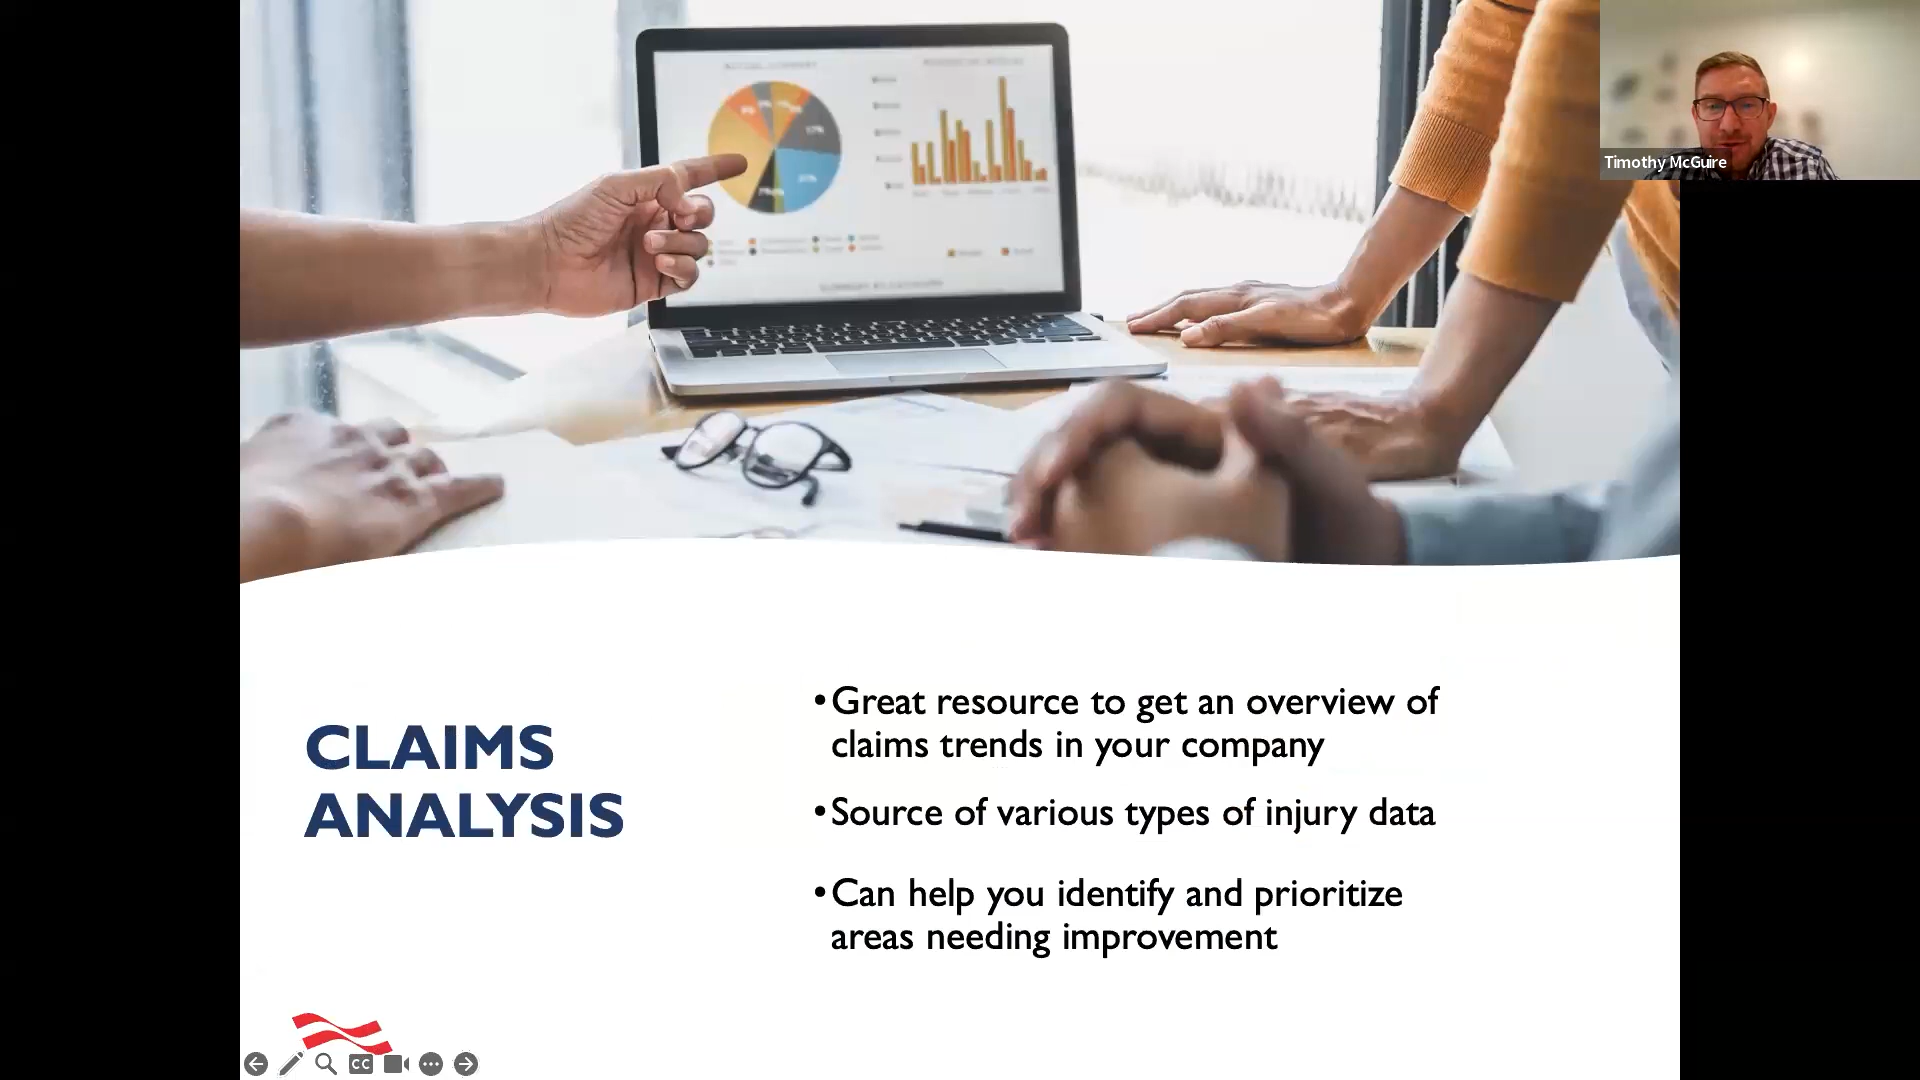 Timothy McGuire
CLAIMS
ANALYSIS
•Great resource to get an overview of
claims trends in your company
•Source of various types of injury data
•Can help you identify and prioritize
areas needing improvement
CC